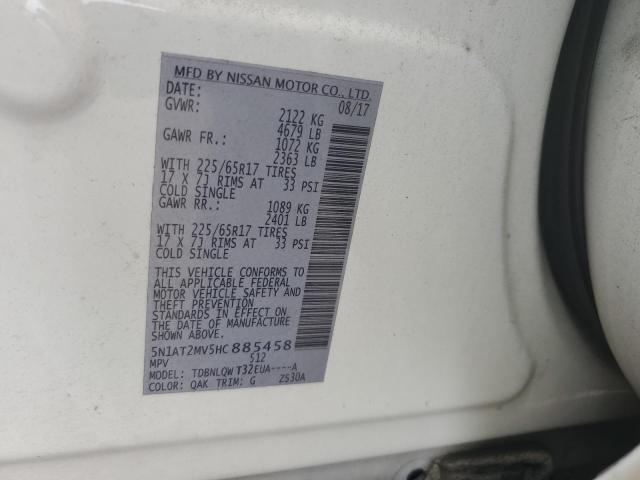 MFD BY NISSAN MOTOR CO., LTD.
DATE: 08/17
GVWR: 2122 KG
4679 LB
GAWR FR.: 1072 KG
2363 LB
WITH 225/65R17 TIRES
17 X 7J RIMS AT 33 PSI
COLD SINGLE
GAWR RR.: 1089 KG
2401 LB
WITH 225/65R17 TIRES
17 X 7J RIMS AT 33 PSI
COLD SINGLE
THIS VEHICLE CONFORMS TO
ALL APPLICABLE FEDERAL
MOTOR VEHICLE SAFETY AND
THEFT PREVENTION
STANDARDS IN EFFECT ON
THE DATE OF MANUFACTURE
SHOWN ABOVE.
5N1AT2MV5HC885458
MPV 512
MODEL: TDBNLQWT32EUA----A
COLOR: QAK TRIM: G ZS30A